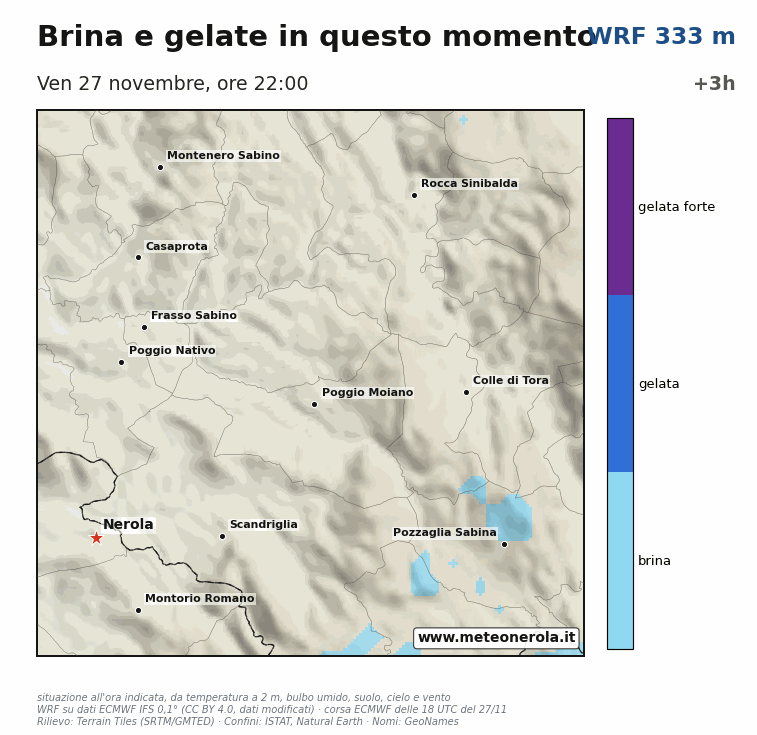 Brina e gelate in questo momento
WRF 333 m
Ven 27 novembre, ore 22:00
+3h
Montenero Sabino
Rocca Sinibalda
gelata forte
Casaprota
Frasso Sabino
Poggio Nativo
Colle di Tora
gelata
Poggio Moiano
Nerola
Scandriglia
Pozzaglia Sabina
brina
Montorio Romano
www.meteonerola.it
situazione all'ora indicata, da temperatura a 2 m, bulbo umido, suolo, cielo e vento
WRF su dati ECMWF IFS 0,1° (CC BY 4.0, dati modificati) · corsa ECMWF delle 18 UTC del 27/11
Rilievo: Terrain Tiles (SRTM/GMTED) · Confini: ISTAT, Natural Earth · Nomi: GeoNames